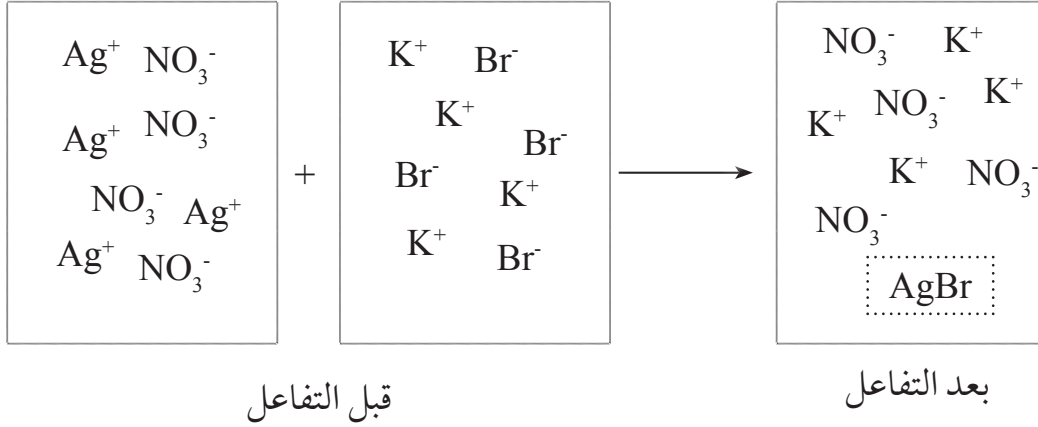 Ag⁺ NO₃⁻
Ag⁺ NO₃⁻
NO₃⁻ Ag⁺
Ag⁺ NO₃⁻
+
K⁺ Br⁻
K⁺
Br⁻
Br⁻
K⁺
K⁺ Br⁻
NO₃⁻ K⁺
K⁺
NO₃⁻
K⁺
K⁺ NO₃⁻
NO₃⁻
AgBr
قبل التفاعل
بعد التفاعل